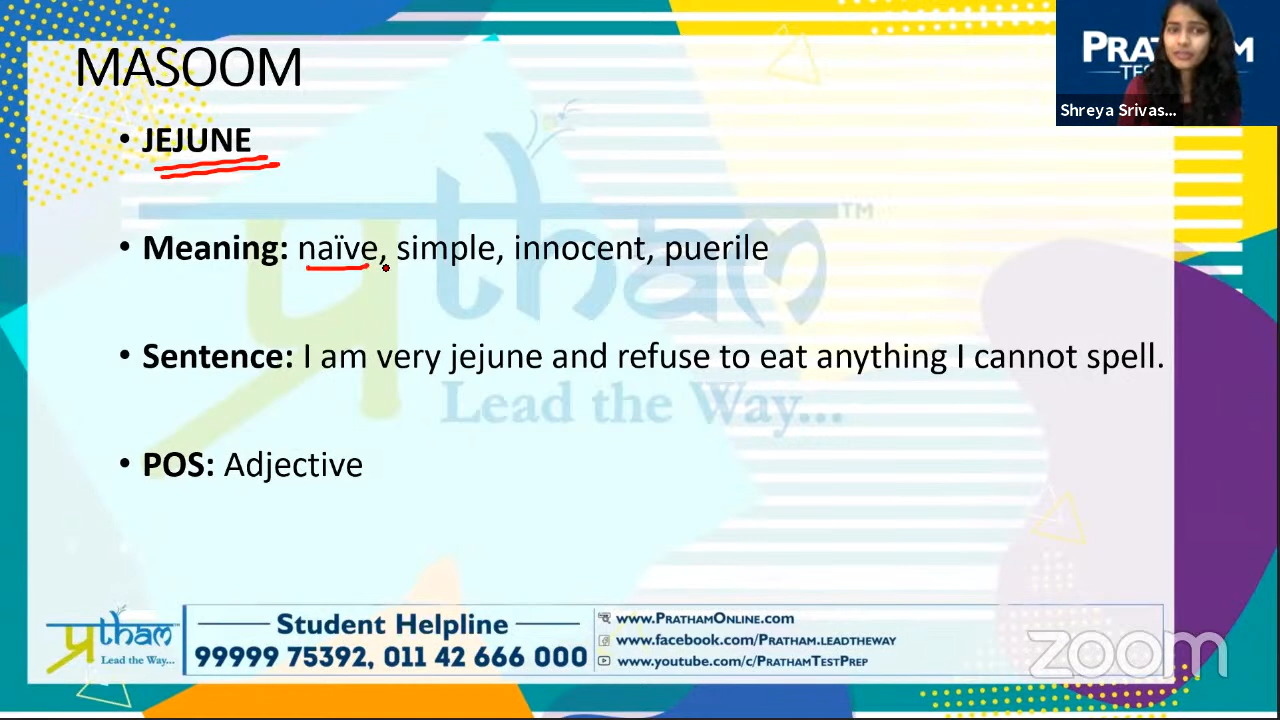 MASOOM
• JEJUNE
• Meaning: naïve, simple, innocent, puerile
• Sentence: I am very jejune and refuse to eat anything I cannot spell.
• POS: Adjective
प्रtham™
Lead the Way...
Shreya Srivas...
प्रtham
Lead the Way...
Student Helpline
99999 75392, 011 42 666 000
www.PrathamOnline.com
www.facebook.com/Pratham.leadtheway
www.youtube.com/c/PrathamTestPrep
zoom